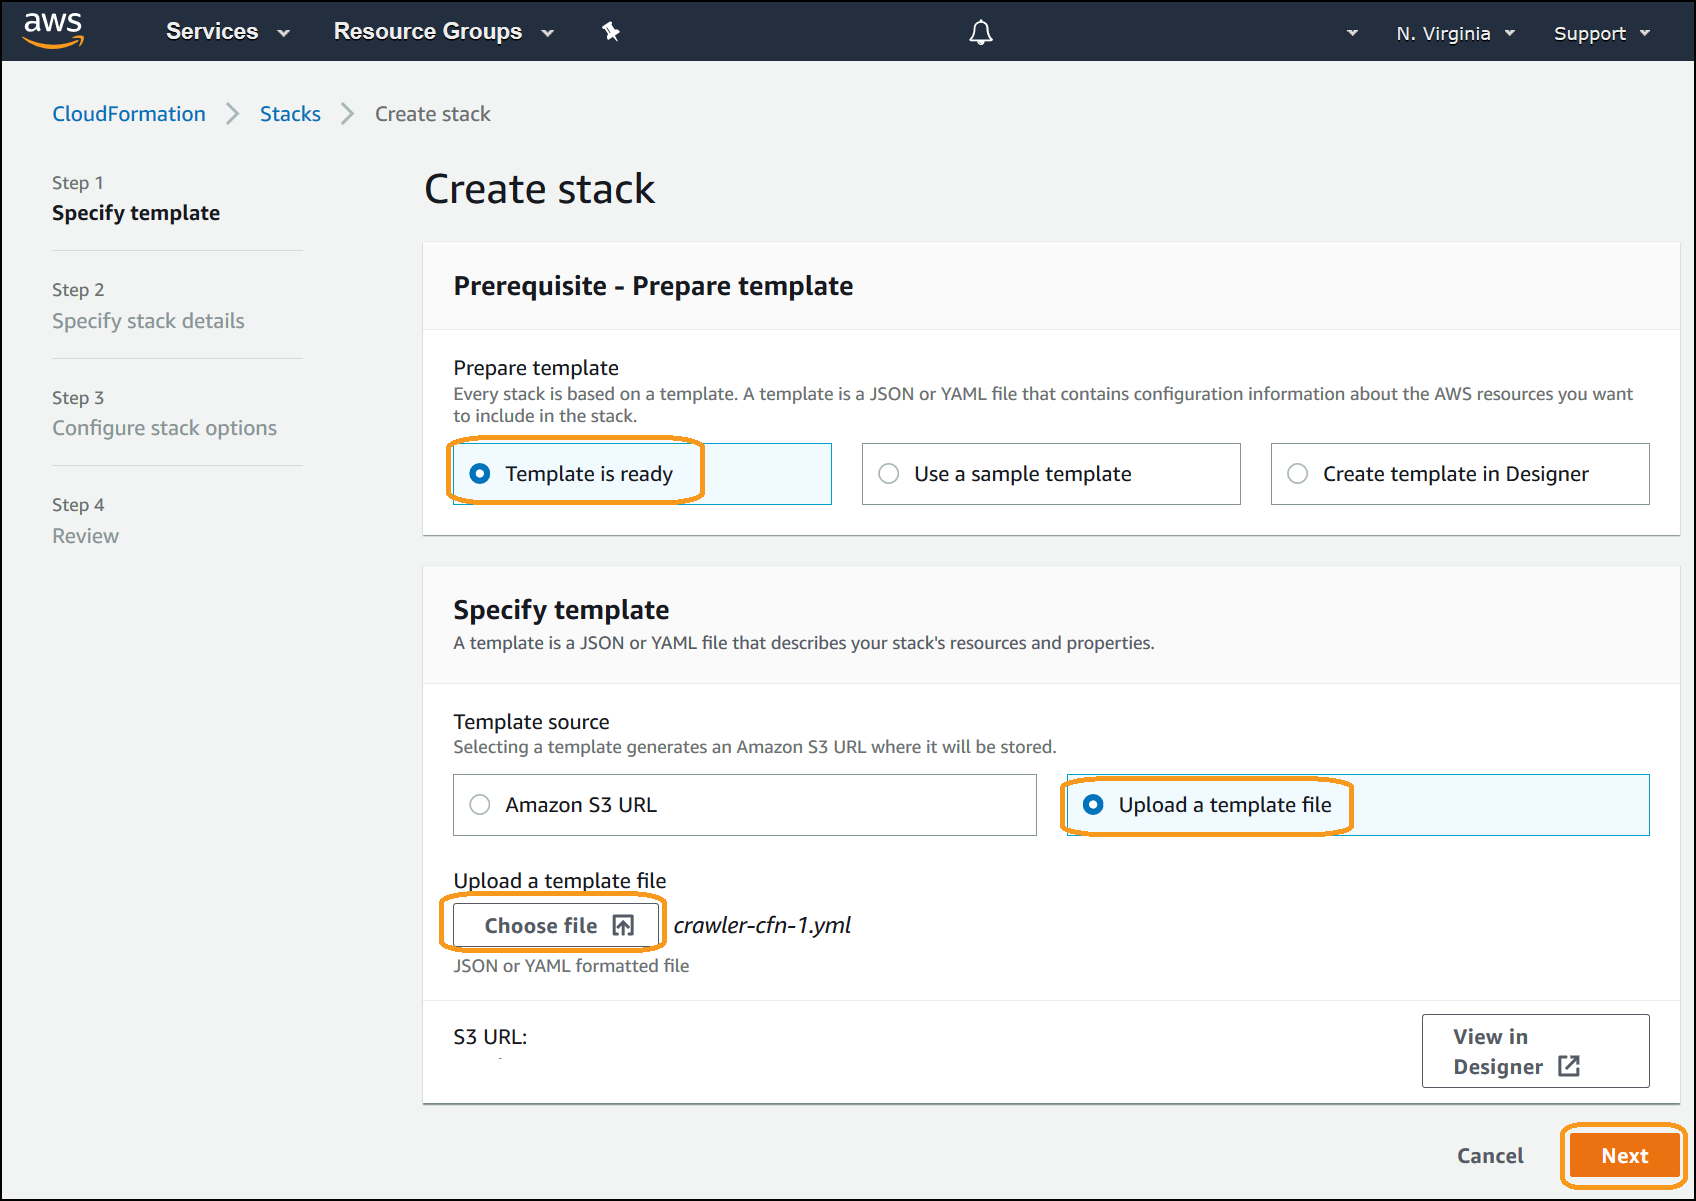 aws
Services
Resource Groups
N. Virginia
Support
CloudFormation
Stacks
Create stack
Step 1
Specify template
Step 2
Specify stack details
Step 3
Configure stack options
Step 4
Review
Create stack
Prerequisite - Prepare template
Prepare template
Every stack is based on a template. A template is a JSON or YAML file that contains configuration information about the AWS resources you want
to include in the stack.
Template is ready
Use a sample template
Create template in Designer
Specify template
A template is a JSON or YAML file that describes your stack's resources and properties.
Template source
Selecting a template generates an Amazon S3 URL where it will be stored.
Amazon S3 URL
Upload a template file
Upload a template file
Choose file
crawler-cfn-1.yml
JSON or YAML formatted file
S3 URL:
View in
Designer
Cancel
Next